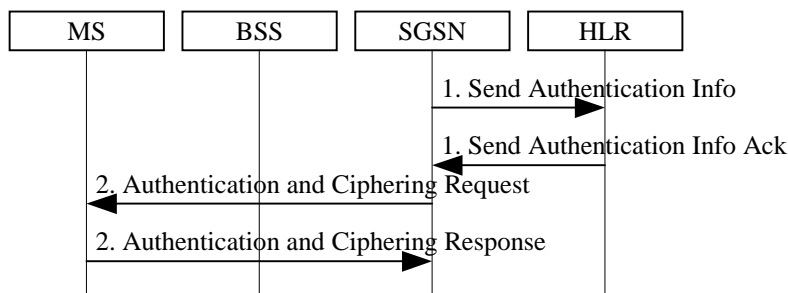 MS BSS SGSN HLR
1. Send Authentication Info
1. Send Authentication Info Ack
2. Authentication and Ciphering Request
2. Authentication and Ciphering Response